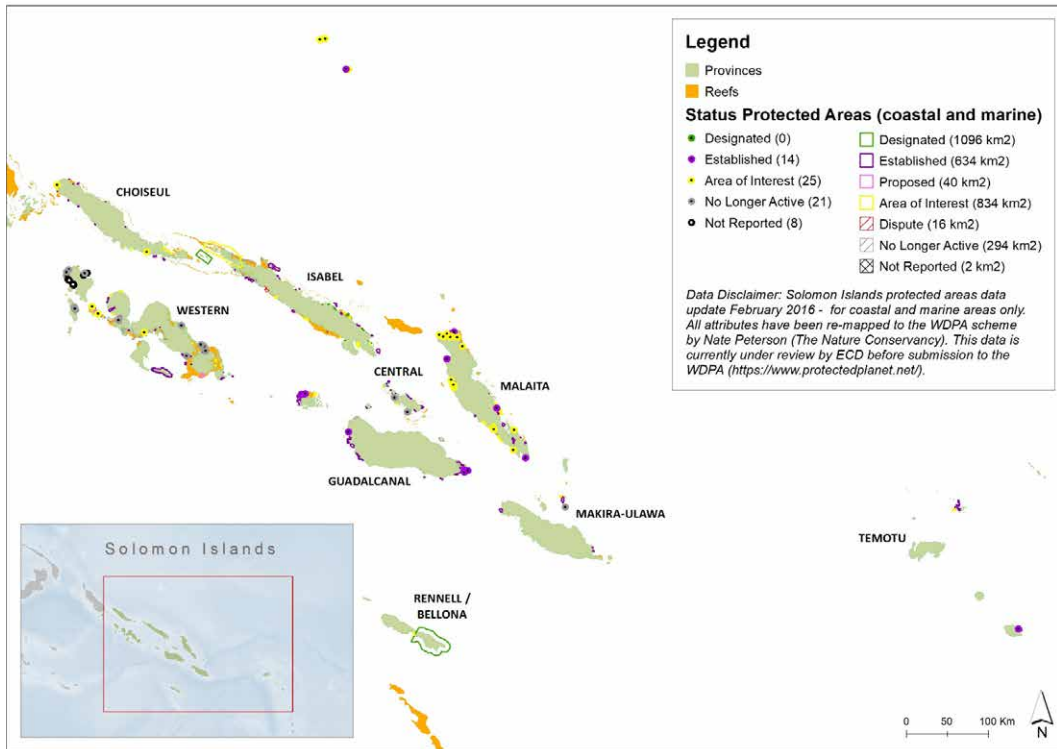 Legend
Provinces
Reefs
Status Protected Areas (coastal and marine)
Designated (0)
Established (14)
Area of Interest (25)
No Longer Active (21)
Not Reported (8)
Designated (1096 km2)
Established (634 km2)
Proposed (40 km2)
Area of Interest (834 km2)
Dispute (16 km2)
No Longer Active (294 km2)
Not Reported (2 km2)
Data Disclaimer: Solomon Islands protected areas data
update February 2016 - for coastal and marine areas only.
All attributes have been re-mapped to the WDPA scheme
by Nate Peterson (The Nature Conservancy). This data is
currently under review by ECD before submission to the
WDPA (https://www.protectedplanet.net/).
CHOISEUL
ISABEL
WESTERN
CENTRAL
MALAITA
GUADALCANAL
MAKIRA-ULAWA
TEMOTU
RENNELL /
BELLONA
Solomon Islands
0 50 100 Km
N